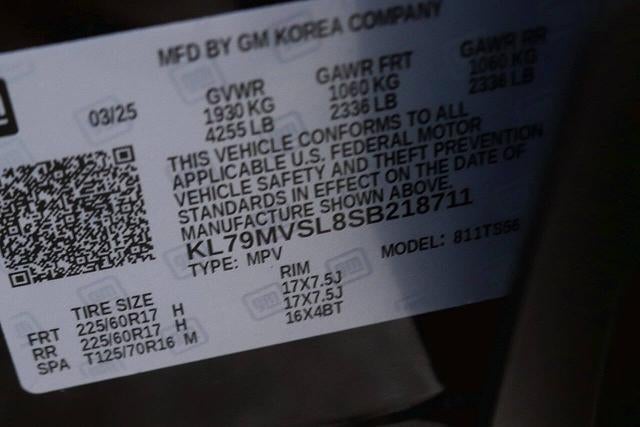 MFD BY GM KOREA COMPANY
03/25
GVWR GAWR FRT GAWR RR
1930 KG 1060 KG 1060 KG
4255 LB 2336 LB 2336 LB
THIS VEHICLE CONFORMS TO ALL
APPLICABLE U.S. FEDERAL MOTOR
VEHICLE SAFETY AND THEFT PREVENTION
STANDARDS IN EFFECT ON THE DATE OF
MANUFACTURE SHOWN ABOVE.
KL79MVSL8SB218711
TYPE: MPV MODEL: 811TS56
TIRE SIZE RIM
FRT 225/60R17 H 17X7.5J
RR 225/60R17 H 17X7.5J
SPA T125/70R16 M 16X4BT